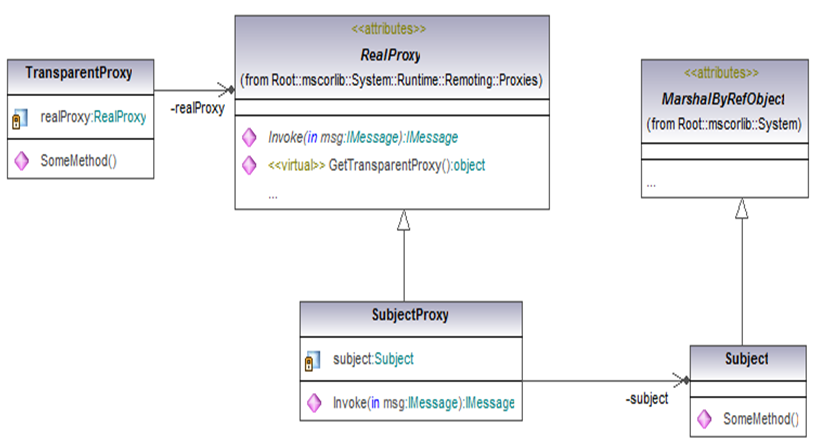 TransparentProxy
realProxy:RealProxy
SomeMethod()
-realProxy
<<attributes>>
RealProxy
(from Root::mscorlib::System::Runtime::Remoting::Proxies)
Invoke(in msg:IMessage):IMessage
<<virtual>> GetTransparentProxy():object
...
<<attributes>>
MarshalByRefObject
(from Root::mscorlib::System)
...
SubjectProxy
subject:Subject
Invoke(in msg:IMessage):IMessage
-subject
Subject
SomeMethod()